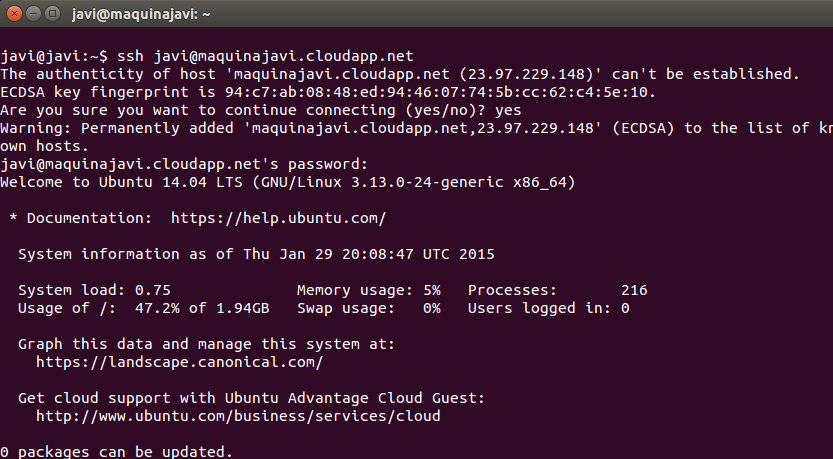 javi@maquinajavi: ~
javi@javi:~$ ssh javi@maquinajavi.cloudapp.net
The authenticity of host 'maquinajavi.cloudapp.net (23.97.229.148)' can't be established.
ECDSA key fingerprint is 94:c7:ab:08:48:ed:94:46:07:74:5b:cc:62:c4:5e:10.
Are you sure you want to continue connecting (yes/no)? yes
Warning: Permanently added 'maquinajavi.cloudapp.net,23.97.229.148' (ECDSA) to the list of kn
own hosts.
javi@maquinajavi.cloudapp.net's password:
Welcome to Ubuntu 14.04 LTS (GNU/Linux 3.13.0-24-generic x86_64)
* Documentation:  https://help.ubuntu.com/
System information as of Thu Jan 29 20:08:47 UTC 2015
System load: 0.75 Memory usage: 5% Processes: 216
Usage of /: 47.2% of 1.94GB Swap usage: 0% Users logged in: 0
Graph this data and manage this system at:
https://landscape.canonical.com/
Get cloud support with Ubuntu Advantage Cloud Guest:
http://www.ubuntu.com/business/services/cloud
0 packages can be updated.